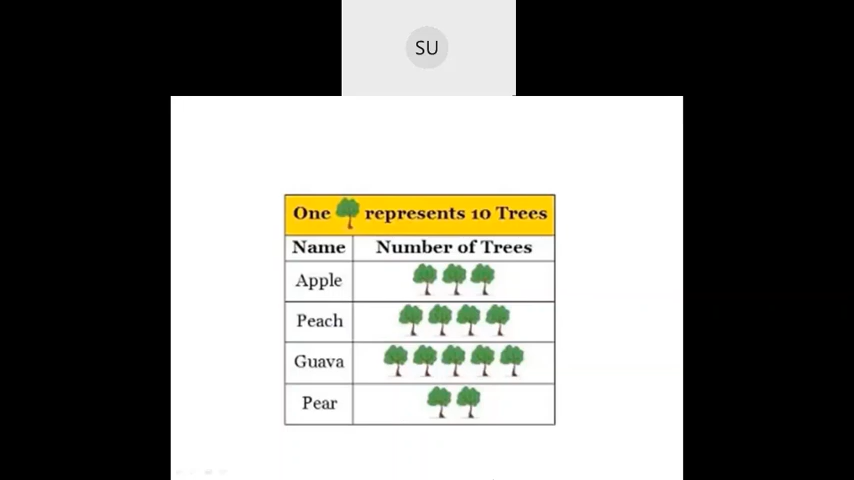 SU
One represents 10 Trees
Name Number of Trees
Apple
Peach
Guava
Pear